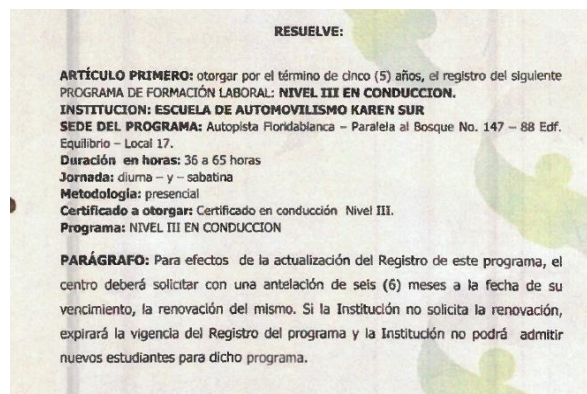 RESUELVE:
ARTÍCULO PRIMERO: otorgar por el término de cinco (5) años, el registro del siguiente
PROGRAMA DE FORMACIÓN LABORAL: NIVEL III EN CONDUCCION.
INSTITUCION: ESCUELA DE AUTOMOVILISMO KAREN SUR
SEDE DEL PROGRAMA: Autopista Floridablanca – Paralela al Bosque No. 147 – 88 Edf.
Equilibrio – Local 17.
Duración en horas: 36 a 65 horas
Jornada: diurna – y – sabatina
Metodología: presencial
Certificado a otorgar: Certificado en conducción Nivel III.
Programa: NIVEL III EN CONDUCCION
PARÁGRAFO: Para efectos de la actualización del Registro de este programa, el
centro deberá solicitar con una antelación de seis (6) meses a la fecha de su
vencimiento, la renovación del mismo. Si la Institución no solicita la renovación,
expirará la vigencia del Registro del programa y la Institución no podrá admitir
nuevos estudiantes para dicho programa.